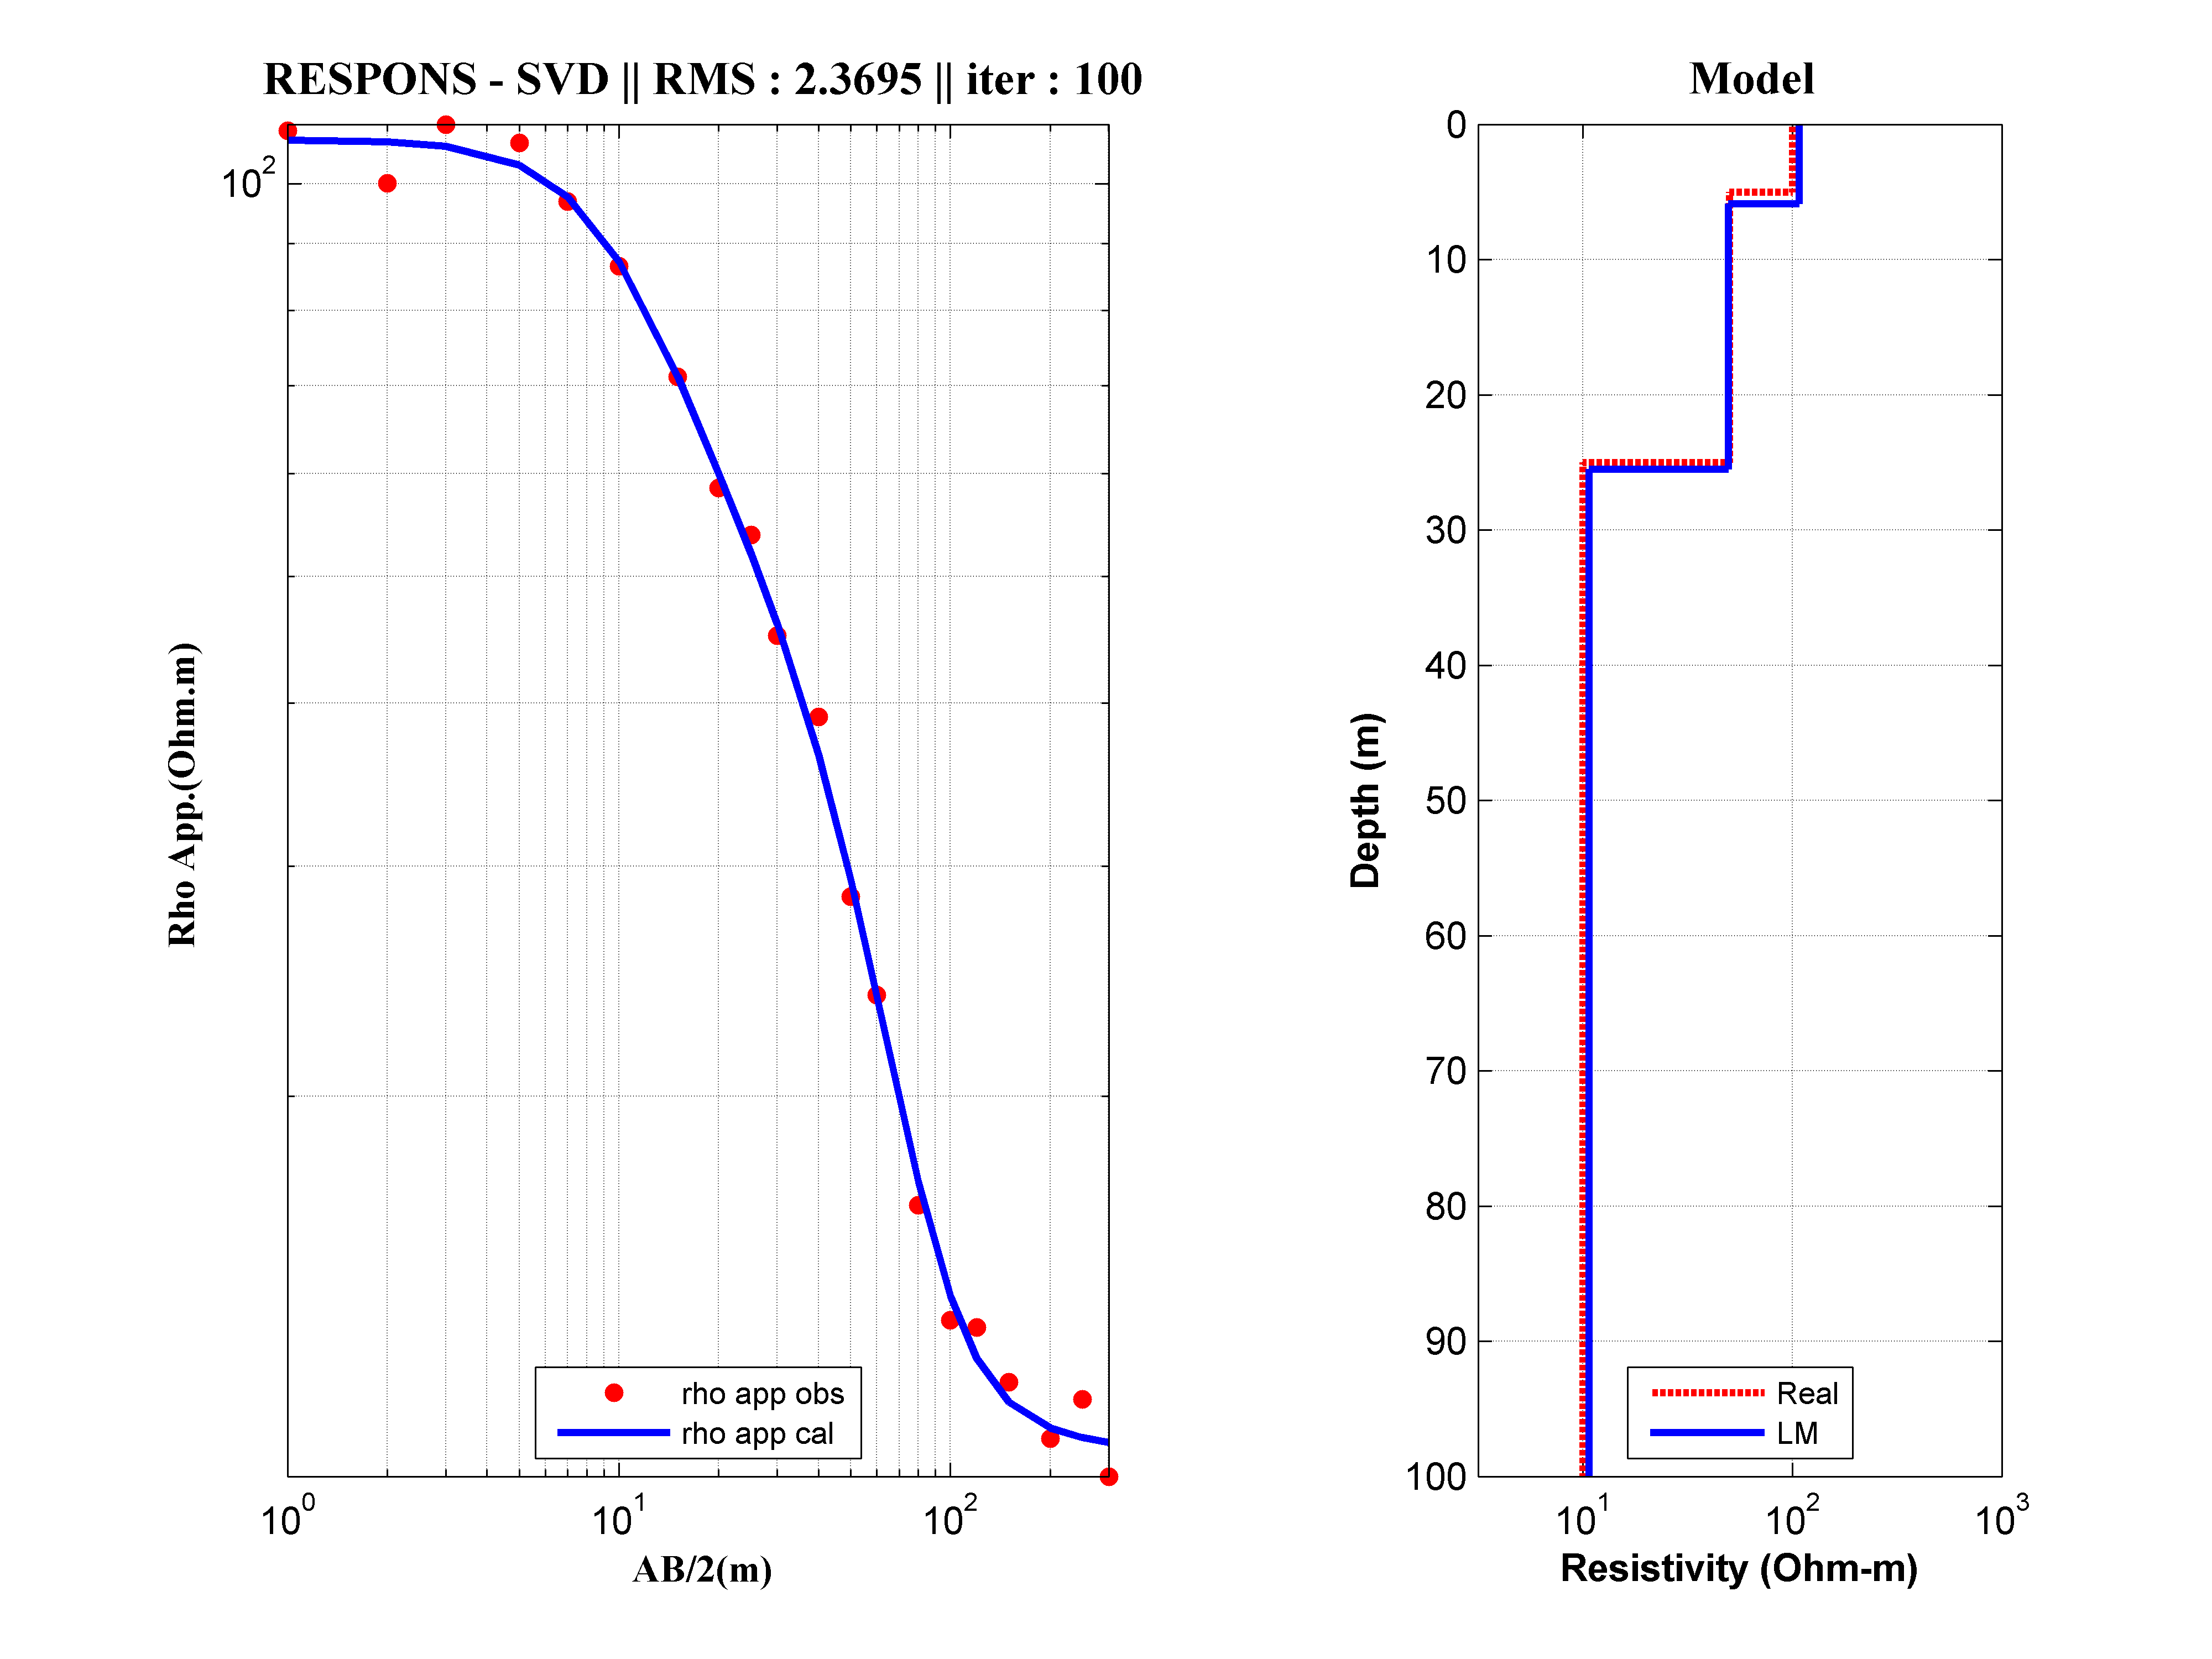 RESPONS - SVD || RMS : 2.3695 || iter : 100
10^2
Rho App.(Ohm.m)
rho app obs
rho app cal
10^0 10^1 10^2
AB/2(m)
Model
0
10
20
30
40
50
60
70
80
90
100
Depth (m)
Real
LM
10^1 10^2 10^3
Resistivity (Ohm-m)